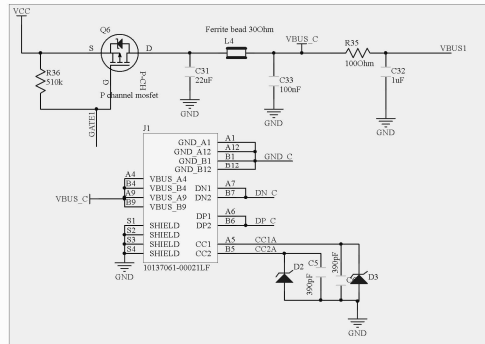 VCC
Q6
S
D
G
P-CH
P channel mosfet
R36
510k
GATE1
C31
22uF
GND
Ferrite bead 30Ohm
L4
C33
100nF
GND
VBUS_C
R35
100Ohm
VBUS1
C32
1uF
GND
J1
GND_A1 A1
GND_A12 A12
GND_B1 B1 GND_C
GND_B12 B12
A4 VBUS_A4
B4 VBUS_B4 DN1 A7
VBUS_C A9 VBUS_A9 DN2 B7 DN_C
B9 VBUS_B9
DP1 A6
S1 SHIELD DP2 B6 DP_C
S2 SHIELD
S3 SHIELD CC1 A5 CC1A
S4 SHIELD CC2 B5 CC2A
GND
10137061-00021LF
D2
C5
390pF
390pF
D3
GND